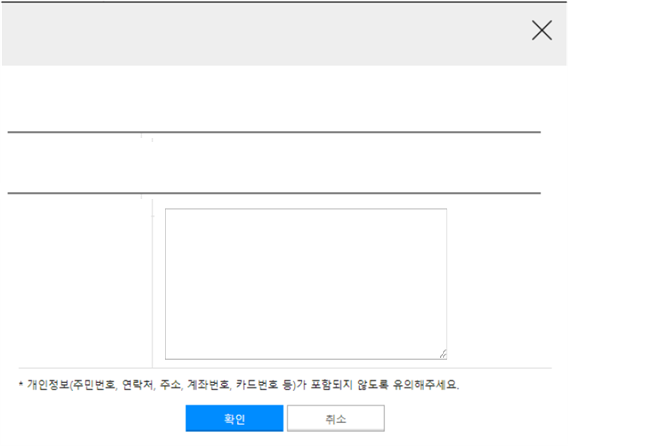 * 개인정보(주민번호, 연락처, 주소, 계좌번호, 카드번호 등)가 포함되지 않도록 유의해주세요.
확인 취소